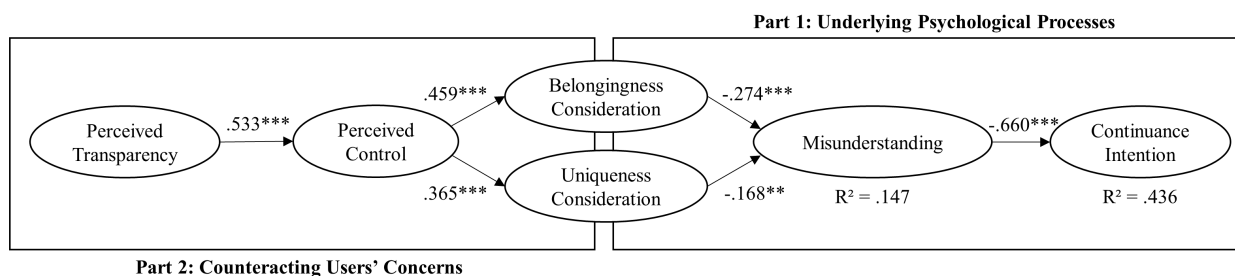 Part 1: Underlying Psychological Processes
Belongingness
Consideration
.459***
-.274***
.533***
-.660***
Perceived
Transparency
Perceived
Control
Misunderstanding
Continuance
Intention
Uniqueness
Consideration
.365***
-.168**
R² = .147
R² = .436
Part 2: Counteracting Users’ Concerns